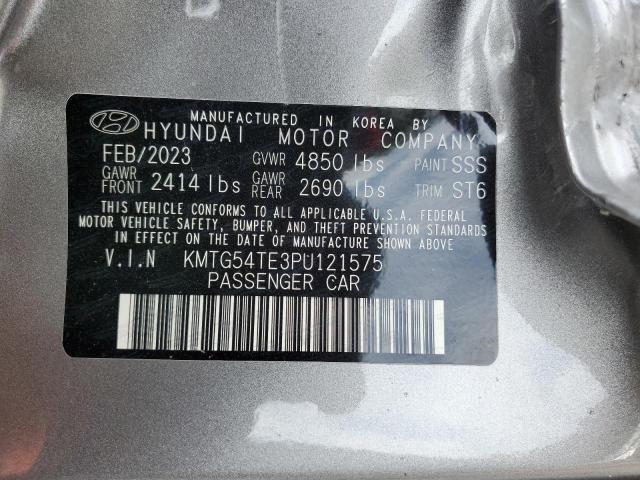 MANUFACTURED IN KOREA BY
HYUNDAI MOTOR COMPANY
FEB/2023 GVWR 4850 lbs PAINT SSS
GAWR FRONT 2414 lbs GAWR REAR 2690 lbs TRIM ST6
THIS VEHICLE CONFORMS TO ALL APPLICABLE U.S.A. FEDERAL
MOTOR VEHICLE SAFETY, BUMPER, AND THEFT PREVENTION STANDARDS
IN EFFECT ON THE DATE OF MANUFACTURE SHOWN ABOVE
V.I.N KMTG54TE3PU121575
PASSENGER CAR